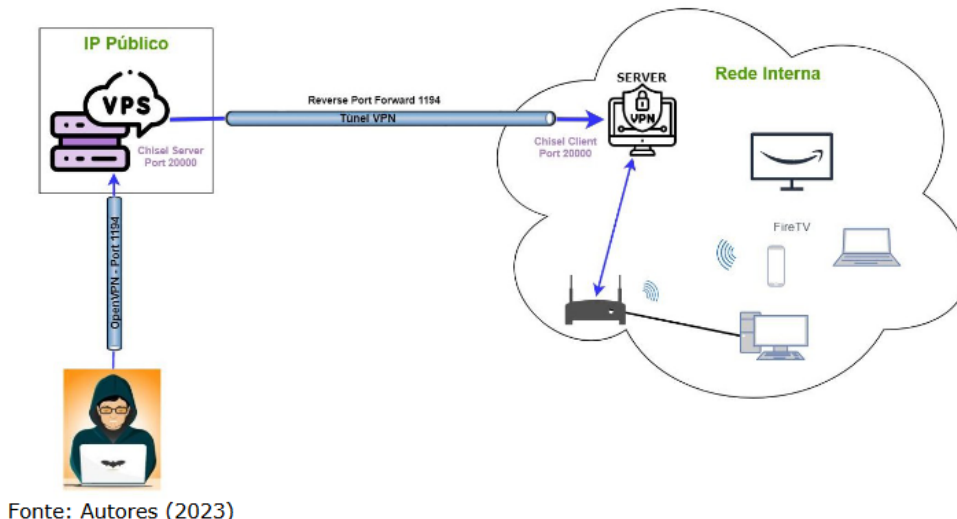 IP Público
VPS
Chisel Server
Port 20000
Reverse Port Forward 1194
Túnel VPN
SERVER
VPN
Chisel Client
Port 20000
Rede Interna
FireTV
OpenVPN - Port 1194
Fonte: Autores (2023)